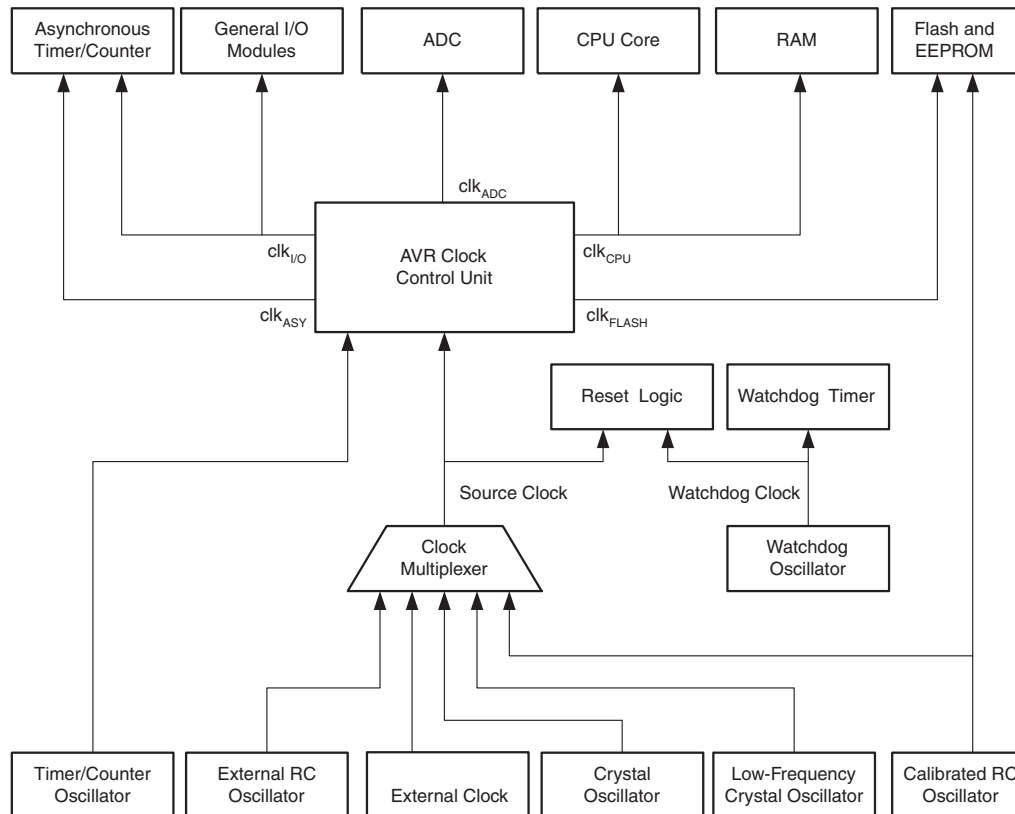 Asynchronous
Timer/Counter
General I/O
Modules
ADC
CPU Core
RAM
Flash and
EEPROM
clkADC
clkI/O
AVR Clock
Control Unit
clkCPU
clkASY
clkFLASH
Reset Logic
Watchdog Timer
Source Clock
Watchdog Clock
Clock
Multiplexer
Watchdog
Oscillator
Timer/Counter
Oscillator
External RC
Oscillator
External Clock
Crystal
Oscillator
Low-Frequency
Crystal Oscillator
Calibrated RC
Oscillator